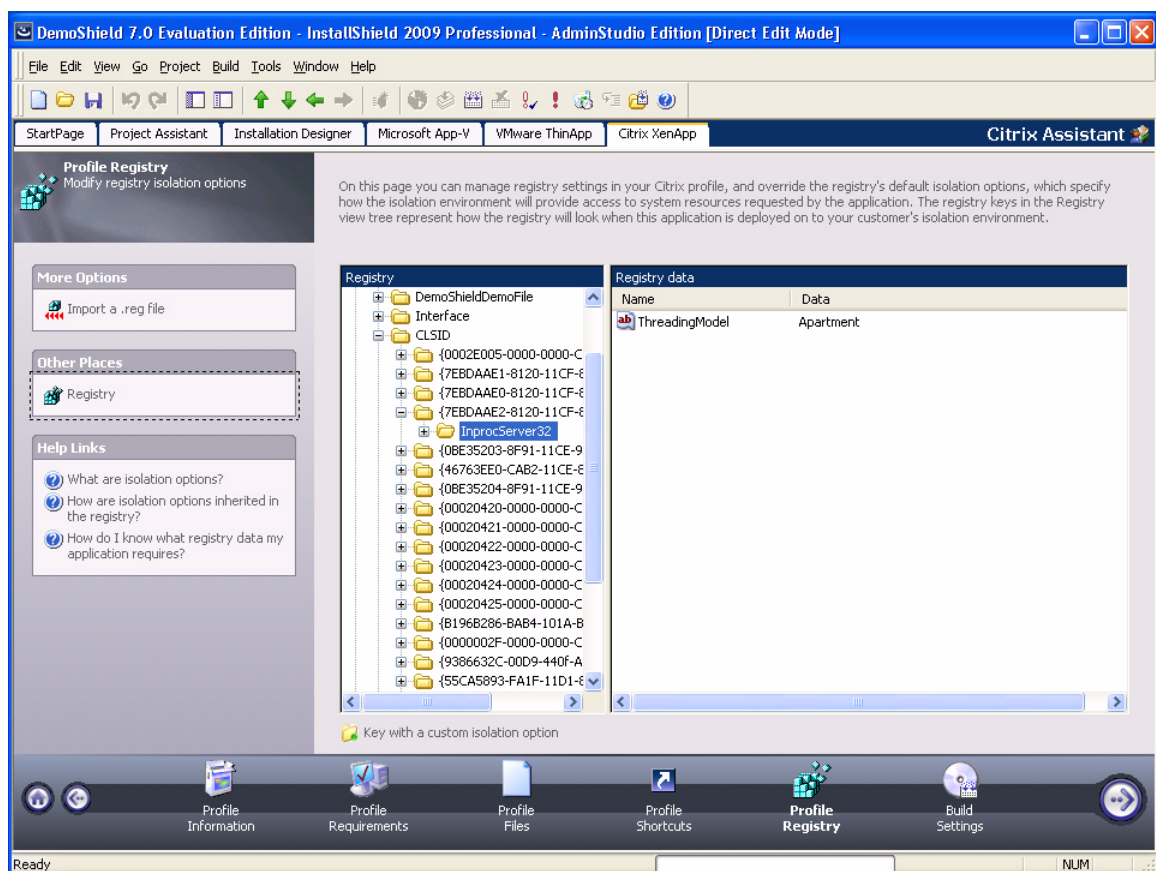 DemoShield 7.0 Evaluation Edition - InstallShield 2009 Professional - AdminStudio Edition [Direct Edit Mode]
File Edit View Go Project Build Tools Window Help
StartPage Project Assistant Installation Designer Microsoft App-V VMware ThinApp Citrix XenApp Citrix Assistant
Profile Registry
Modify registry isolation options
On this page you can manage registry settings in your Citrix profile, and override the registry's default isolation options, which specify
how the isolation environment will provide access to system resources requested by the application. The registry keys in the Registry
view tree represent how the registry will look when this application is deployed on to your customer's isolation environment.
More Options
Import a .reg file
Other Places
Registry
Help Links
What are isolation options?
How are isolation options inherited in
the registry?
How do I know what registry data my
application requires?
Registry
DemoShieldDemoFile
Interface
CLSID
{0002E005-0000-0000-C
{7EBDAAE1-8120-11CF-8
{7EBDAAE0-8120-11CF-8
{7EBDAAE2-8120-11CF-8
InprocServer32
{0BE35203-8F91-11CE-9
{46763EE0-CAB2-11CE-8
{0BE35204-8F91-11CE-9
{00020420-0000-0000-C
{00020421-0000-0000-C
{00020422-0000-0000-C
{00020423-0000-0000-C
{00020424-0000-0000-C
{00020425-0000-0000-C
{B196B286-BAB4-101A-B
{0000002F-0000-0000-C
{9386632C-00D9-440f-A
{55CA5893-FA1F-11D1-8
Registry data
Name Data
ab ThreadingModel Apartment
Key with a custom isolation option
Profile
Information
Profile
Requirements
Profile
Files
Profile
Shortcuts
Profile
Registry
Build
Settings
Ready NUM